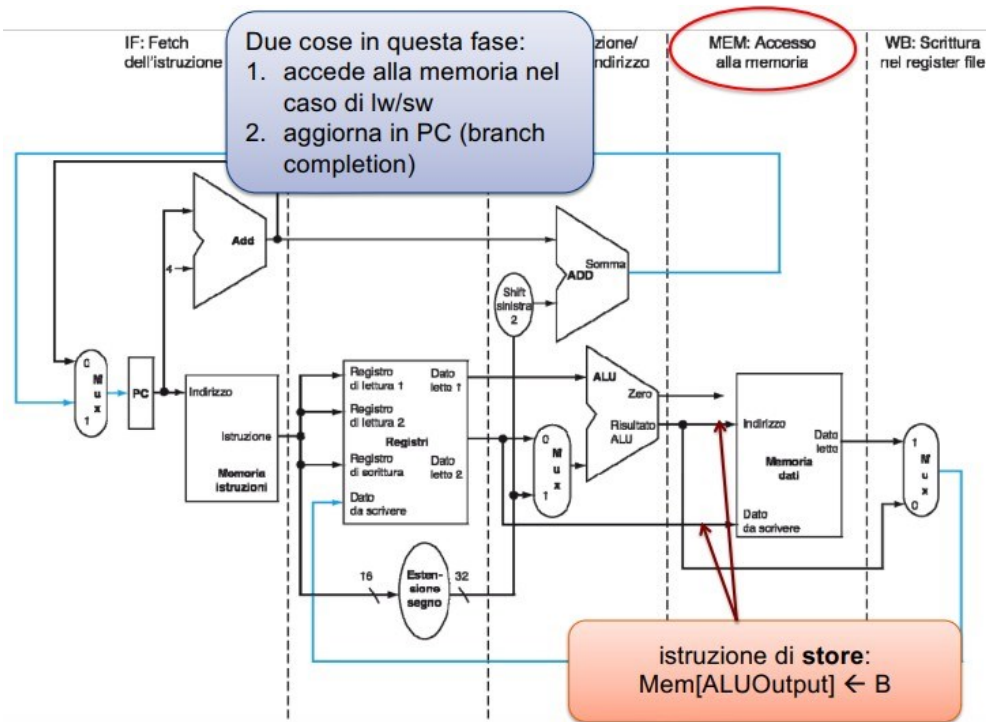 IF: Fetch
dell'istruzione
Due cose in questa fase:
1. accede alla memoria nel
caso di lw/sw
2. aggiorna in PC (branch
completion)
zione/
ndirizzo
MEM: Accesso
alla memoria
WB: Scrittura
nel register file
Add
4
ADD
Somma
Shift
sinistra
2
0
M
u
x
1
PC
Indirizzo
Istruzione
Memoria
istruzioni
Registro
di lettura 1
Registro
di lettura 2
Registri
Registro
di scrittura
Dato
da scrivere
Dato
letto 1
Dato
letto 2
0
M
u
x
1
ALU
Zero
Risultato
ALU
Indirizzo
Dato
letto
Memoria
dati
Dato
da scrivere
1
M
u
x
0
16
Esten-
sione
segno
32
istruzione di store:
Mem[ALUOutput] ← B